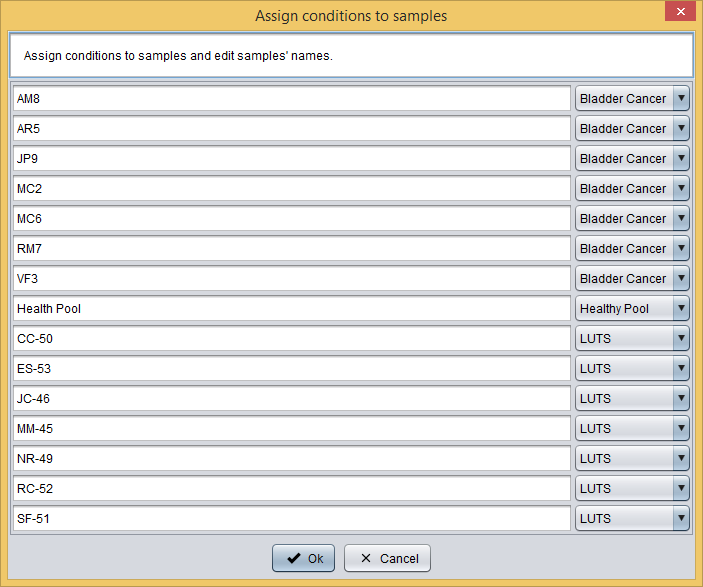 Assign conditions to samples
Assign conditions to samples and edit samples' names.
AM8 Bladder Cancer
AR5 Bladder Cancer
JP9 Bladder Cancer
MC2 Bladder Cancer
MC6 Bladder Cancer
RM7 Bladder Cancer
VF3 Bladder Cancer
Health Pool Healthy Pool
CC-50 LUTS
ES-53 LUTS
JC-46 LUTS
MM-45 LUTS
NR-49 LUTS
RC-52 LUTS
SF-51 LUTS
Ok Cancel